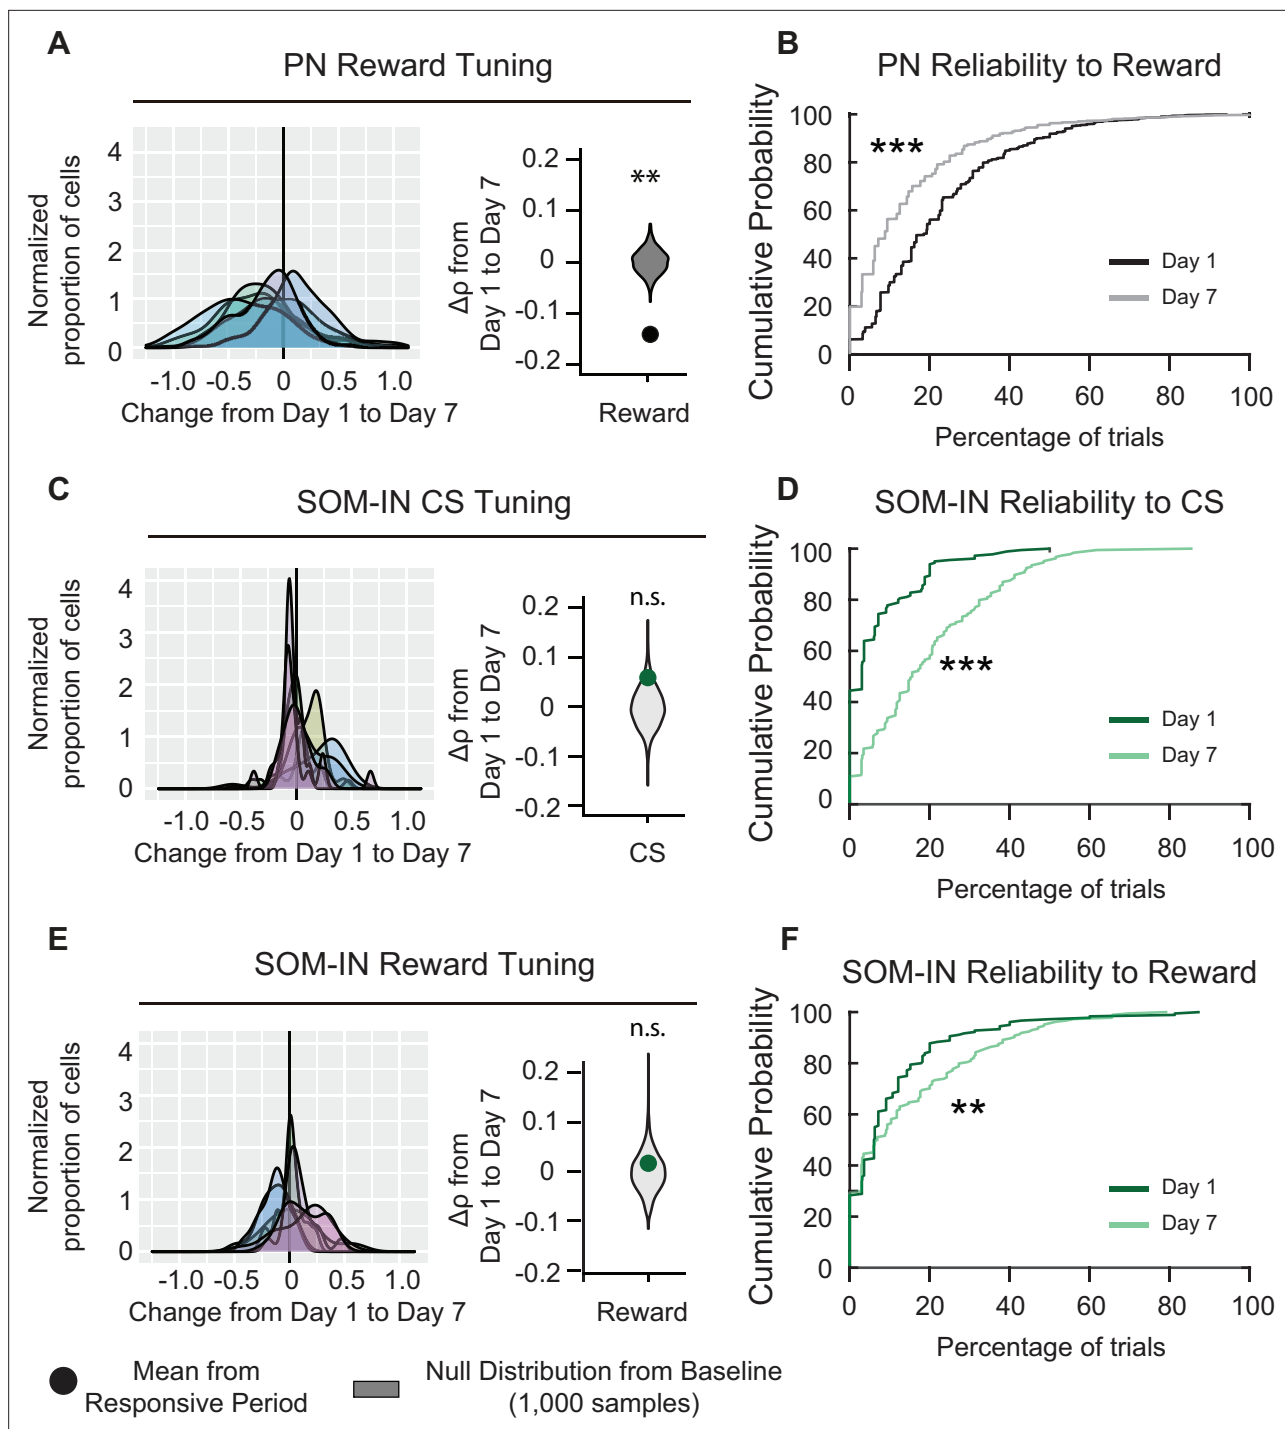 A
PN Reward Tuning
Normalized
proportion of cells
4
3
2
1
0
-1.0 -0.5 0 0.5 1.0
Change from Day 1 to Day 7
Δρ from
Day 1 to Day 7
0.2
0.1
0
-0.1
-0.2
**
Reward
B
PN Reliability to Reward
Cumulative Probability
100
80
60
40
20
0
***
Day 1
Day 7
0 20 40 60 80 100
Percentage of trials
C
SOM-IN CS Tuning
Normalized
proportion of cells
4
3
2
1
0
-1.0 -0.5 0 0.5 1.0
Change from Day 1 to Day 7
Δρ from
Day 1 to Day 7
0.2
0.1
0
-0.1
-0.2
n.s.
CS
D
SOM-IN Reliability to CS
Cumulative Probability
100
80
60
40
20
0
***
Day 1
Day 7
0 20 40 60 80 100
Percentage of trials
E
SOM-IN Reward Tuning
Normalized
proportion of cells
4
3
2
1
0
-1.0 -0.5 0 0.5 1.0
Change from Day 1 to Day 7
Δρ from
Day 1 to Day 7
0.2
0.1
0
-0.1
-0.2
n.s.
Reward
F
SOM-IN Reliability to Reward
Cumulative Probability
100
80
60
40
20
0
**
Day 1
Day 7
0 20 40 60 80 100
Percentage of trials
Mean from
Responsive Period
Null Distribution from Baseline
(1,000 samples)